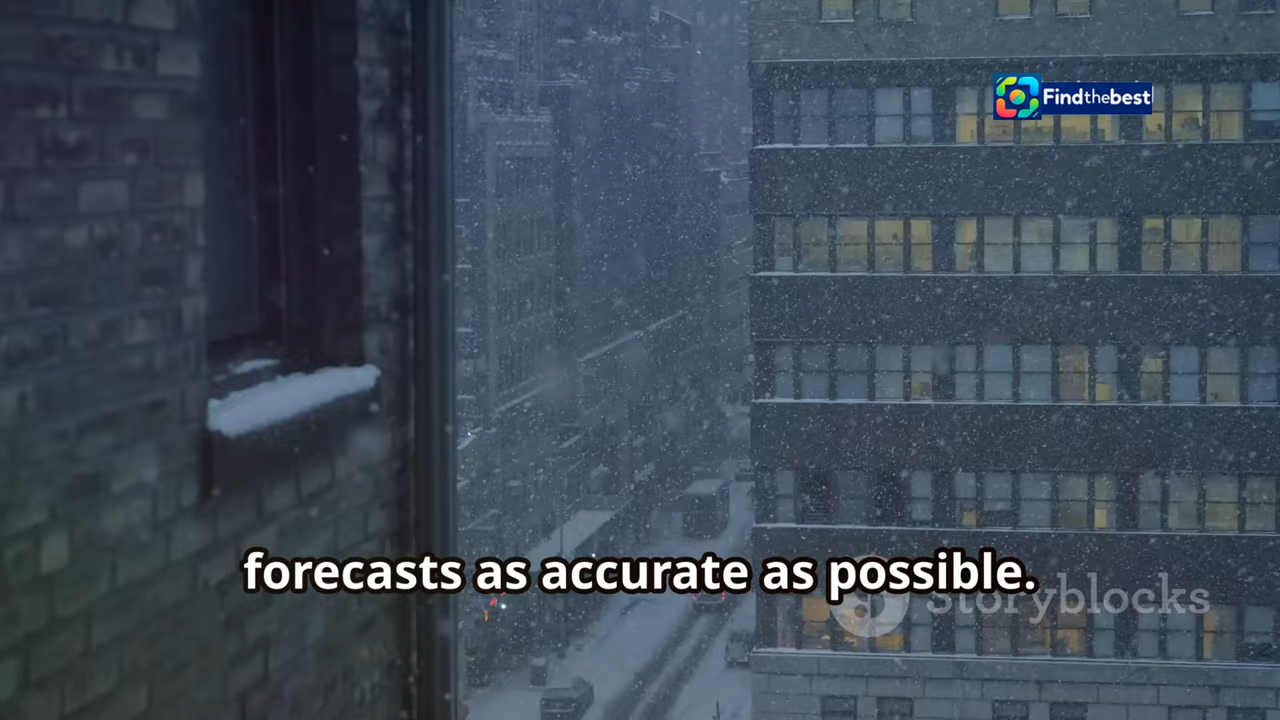 Findthebest
forecasts as accurate as possible.
Storyblocks